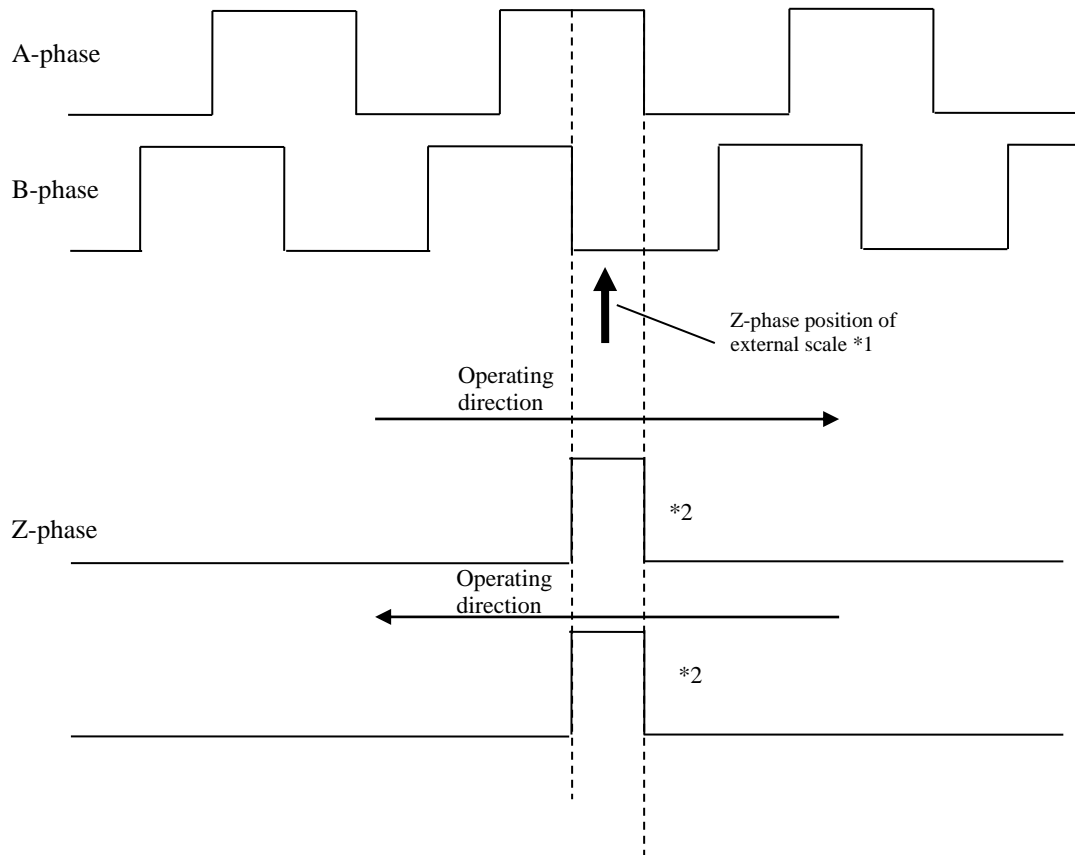 A-phase
B-phase
Z-phase position of
external scale *1
Operating
direction
*2
Z-phase
Operating
direction
*2